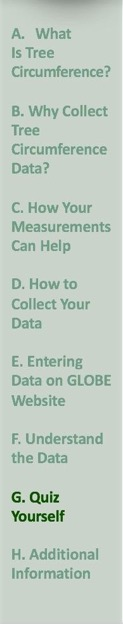 A. What
Is Tree
Circumference?
B. Why Collect
Tree
Circumference
Data?
C. How Your
Measurements
Can Help
D. How to
Collect Your
Data
E. Entering
Data on GLOBE
Website
F. Understand
the Data
G. Quiz
Yourself
H. Additional
Information